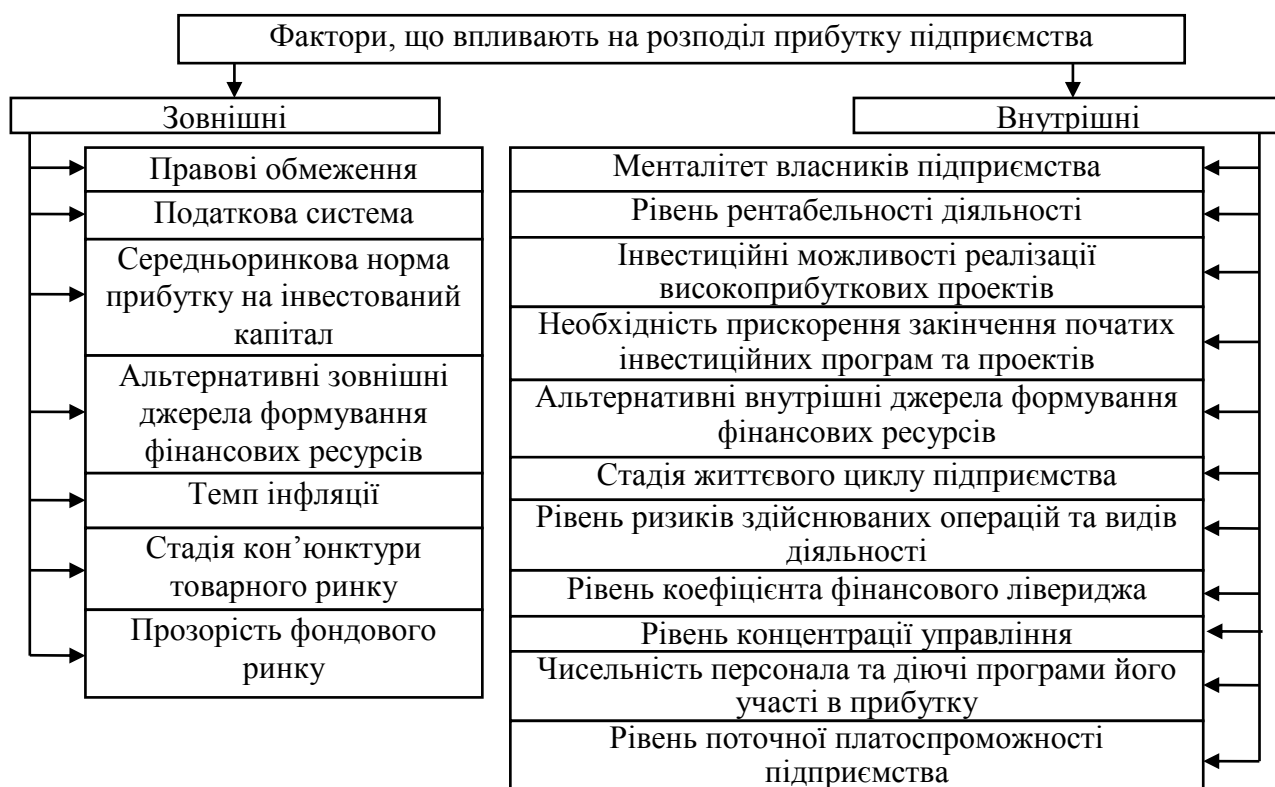 Фактори, що впливають на розподіл прибутку підприємства
Зовнішні
Правові обмеження
Податкова система
Середньоринкова норма
прибутку на інвестований
капітал
Альтернативні зовнішні
джерела формування
фінансових ресурсів
Темп інфляції
Стадія кон’юнктури
товарного ринку
Прозорість фондового
ринку
Внутрішні
Менталітет власників підприємства
Рівень рентабельності діяльності
Інвестиційні можливості реалізації
високоприбуткових проектів
Необхідність прискорення закінчення початих
інвестиційних програм та проектів
Альтернативні внутрішні джерела формування
фінансових ресурсів
Стадія життєвого циклу підприємства
Рівень ризиків здійснюваних операцій та видів
діяльності
Рівень коефіцієнта фінансового лівериджа
Рівень концентрації управління
Чисельність персонала та діючі програми його
участі в прибутку
Рівень поточної платоспроможності
підприємства